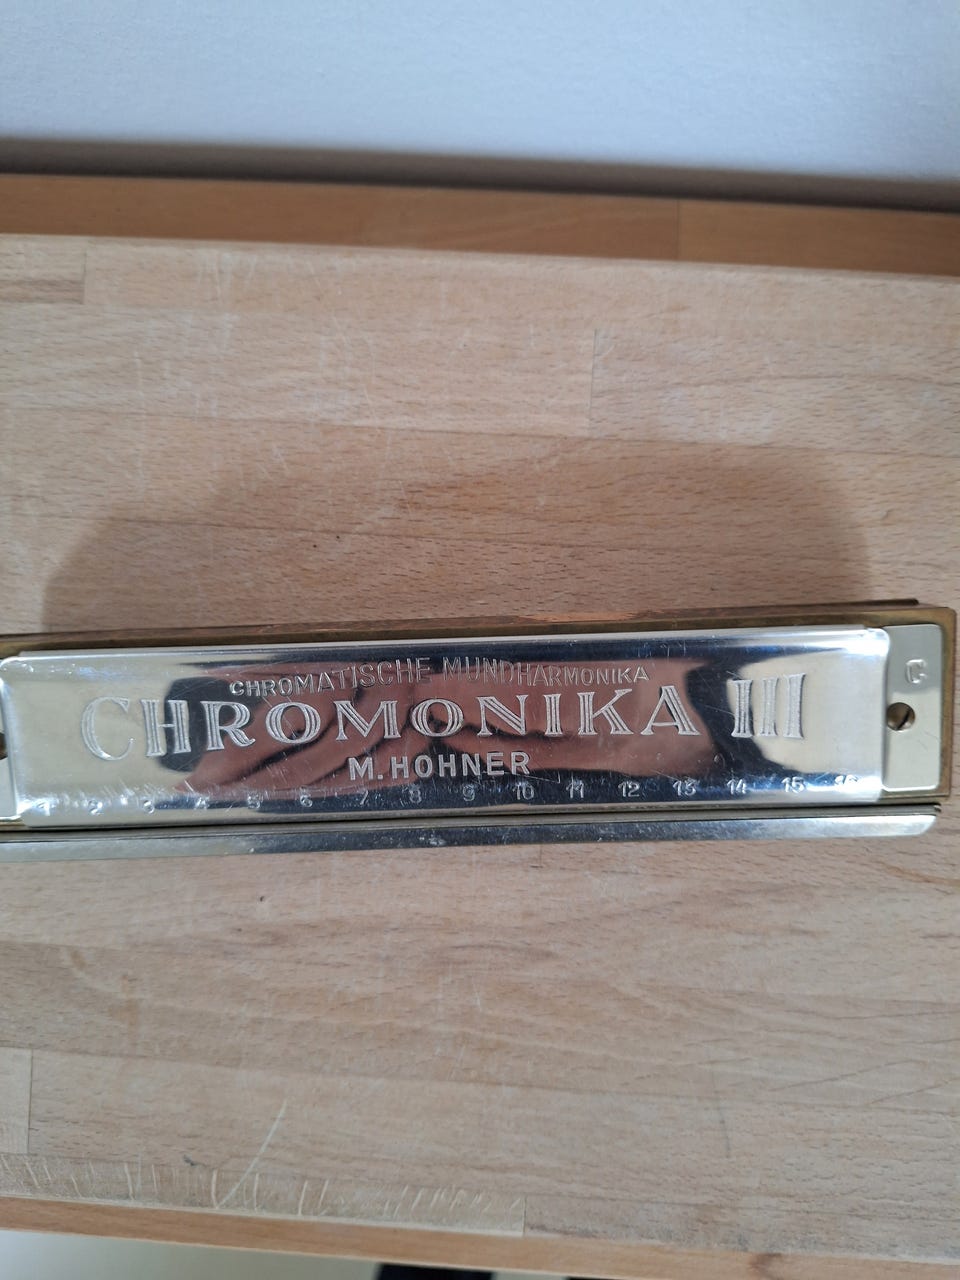 CHROMATISCHE MUNDHARMONIKA
CHROMONIKA III
C
M. HOHNER
1 2 3 4 5 6 7 8 9 10 11 12 13 14 15 16